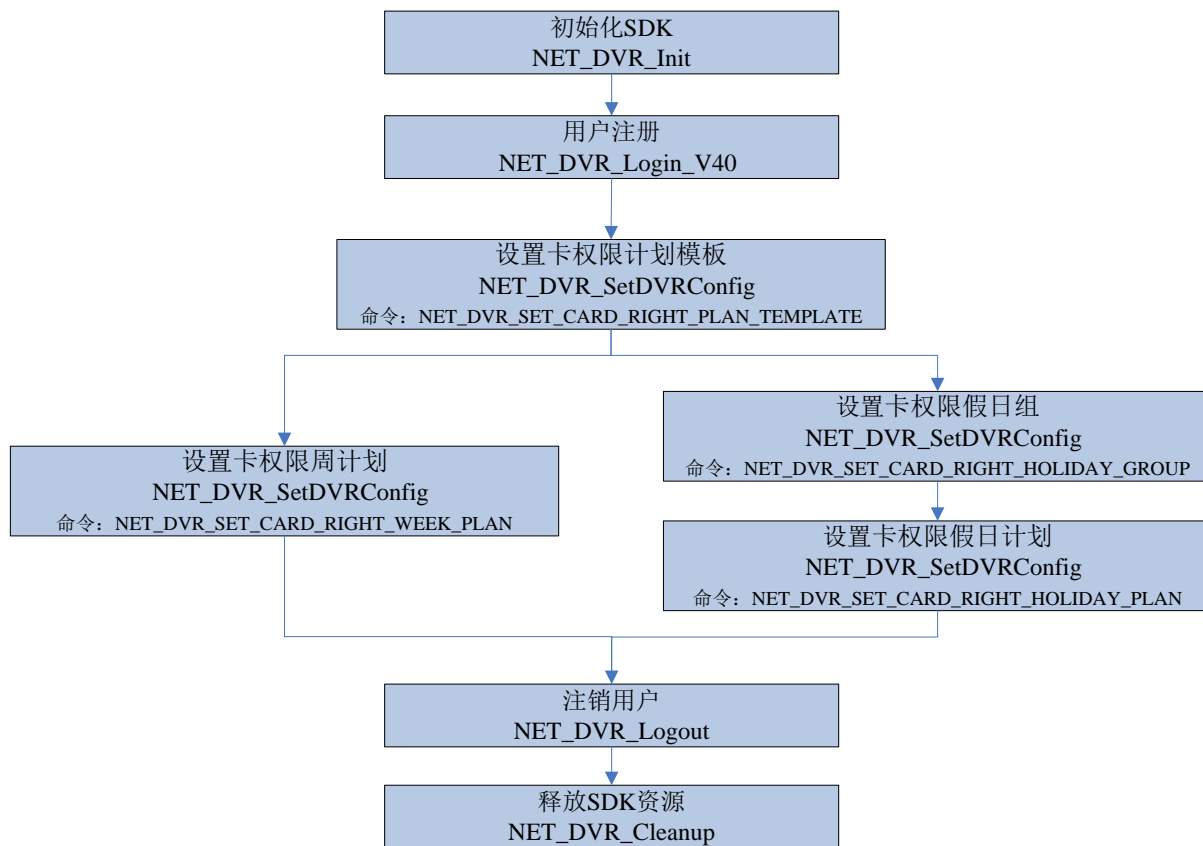 初始化SDK
NET_DVR_Init
用户注册
NET_DVR_Login_V40
设置卡权限计划模板
NET_DVR_SetDVRConfig
命令：NET_DVR_SET_CARD_RIGHT_PLAN_TEMPLATE
设置卡权限周计划
NET_DVR_SetDVRConfig
命令：NET_DVR_SET_CARD_RIGHT_WEEK_PLAN
设置卡权限假日组
NET_DVR_SetDVRConfig
命令：NET_DVR_SET_CARD_RIGHT_HOLIDAY_GROUP
设置卡权限假日计划
NET_DVR_SetDVRConfig
命令：NET_DVR_SET_CARD_RIGHT_HOLIDAY_PLAN
注销用户
NET_DVR_Logout
释放SDK资源
NET_DVR_Cleanup